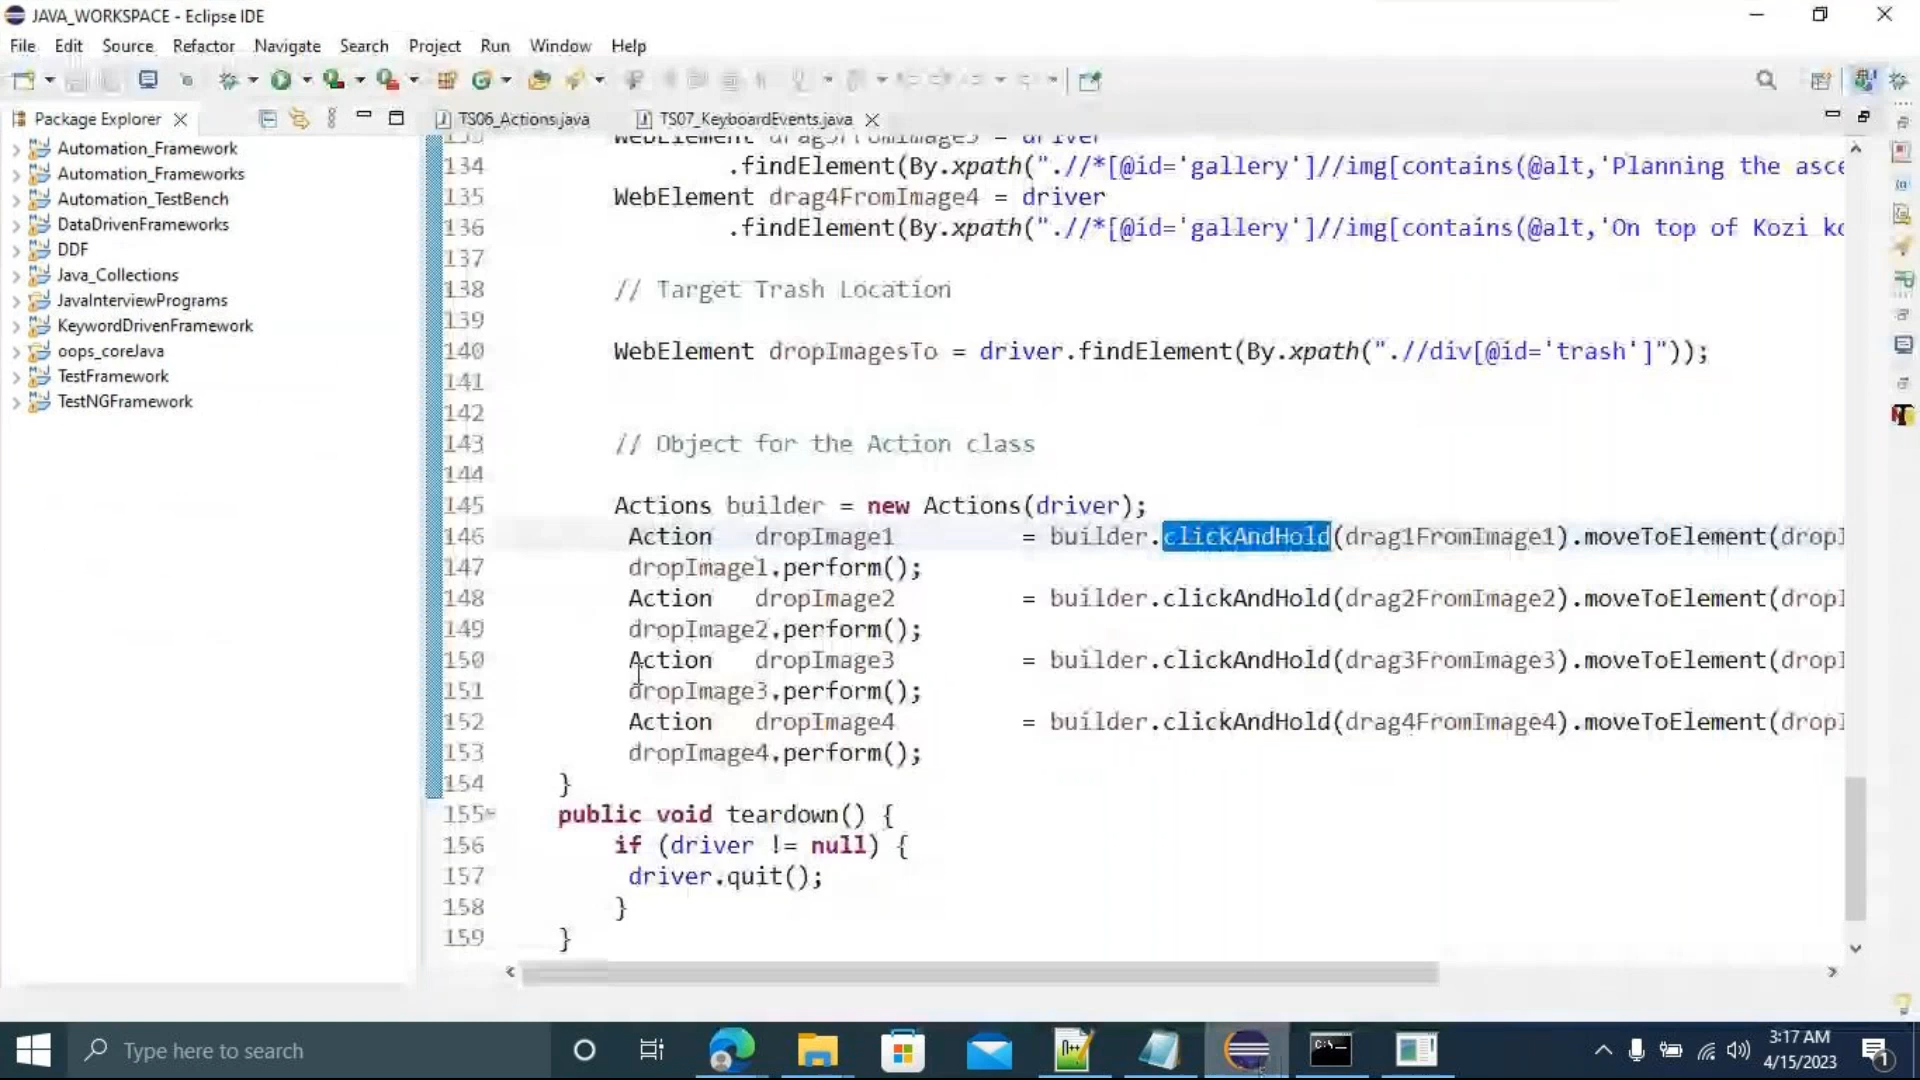 JAVA_WORKSPACE - Eclipse IDE
File Edit Source Refactor Navigate Search Project Run Window Help
Package Explorer
TS06_Actions.java
TS07_KeyboardEvents.java
Automation_Framework
Automation_Frameworks
Automation_TestBench
DataDrivenFrameworks
DDF
Java_Collections
JavaInterviewPrograms
KeywordDrivenFramework
oops_coreJava
TestFramework
TestNGFramework
133 WebElement drag3FromImage3 = driver
134 .findElement(By.xpath(".//*[@id='gallery']//img[contains(@alt,'Planning the asce
135 WebElement drag4FromImage4 = driver
136 .findElement(By.xpath(".//*[@id='gallery']//img[contains(@alt,'On top of Kozi ko
137
138 // Target Trash Location
139
140 WebElement dropImagesTo = driver.findElement(By.xpath(".//div[@id='trash']"));
141
142
143 // Object for the Action class
144
145 Actions builder = new Actions(driver);
146 Action dropImage1 = builder.clickAndHold(drag1FromImage1).moveToElement(dropI
147 dropImage1.perform();
148 Action dropImage2 = builder.clickAndHold(drag2FromImage2).moveToElement(dropI
149 dropImage2.perform();
150 Action dropImage3 = builder.clickAndHold(drag3FromImage3).moveToElement(dropI
151 dropImage3.perform();
152 Action dropImage4 = builder.clickAndHold(drag4FromImage4).moveToElement(dropI
153 dropImage4.perform();
154 }
155 public void teardown() {
156 if (driver != null) {
157 driver.quit();
158 }
159 }
Type here to search
3:17 AM
4/15/2023
1